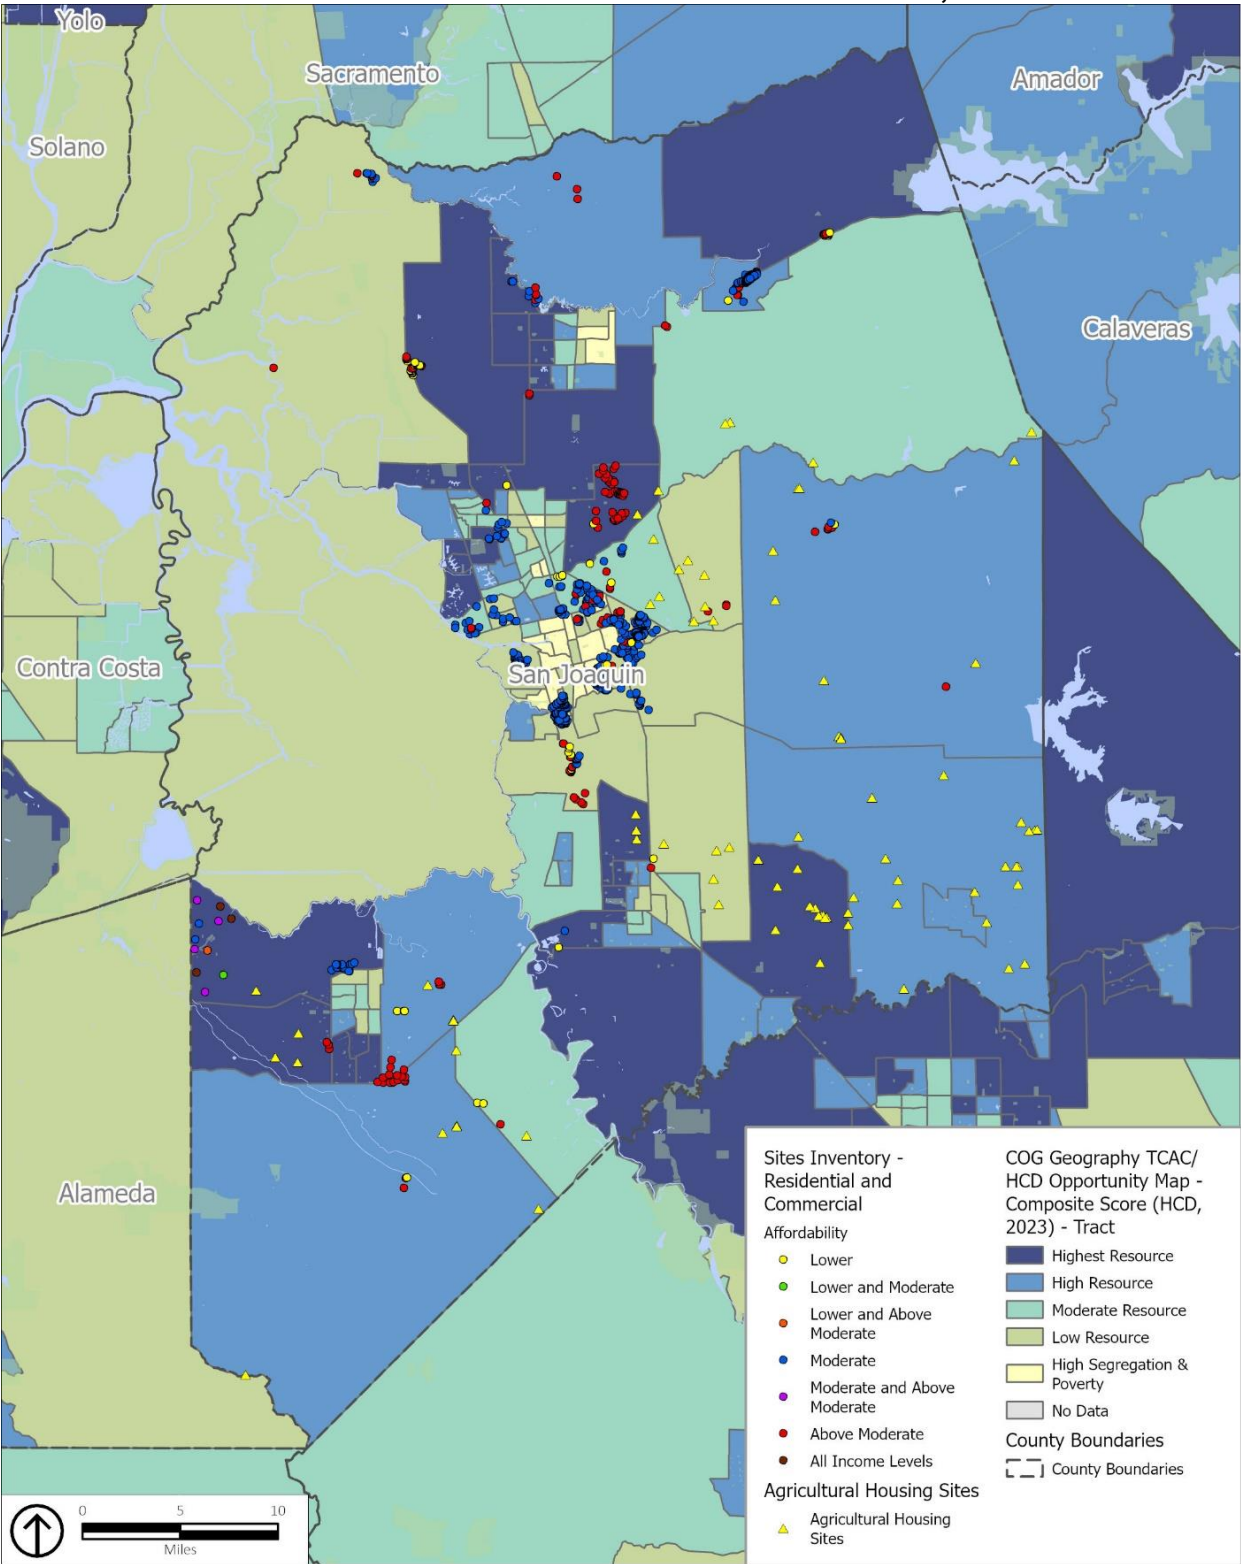 Yolo
Sacramento
Amador
Solano
Calaveras
Contra Costa
San Joaquin
Alameda
Sites Inventory -
Residential and
Commercial
Affordability
Lower
Lower and Moderate
Lower and Above
Moderate
Moderate
Moderate and Above
Moderate
Above Moderate
All Income Levels
Agricultural Housing Sites
Agricultural Housing
Sites
COG Geography TCAC/
HCD Opportunity Map -
Composite Score (HCD,
2023) - Tract
Highest Resource
High Resource
Moderate Resource
Low Resource
High Segregation &
Poverty
No Data
County Boundaries
County Boundaries
0 5 10
Miles